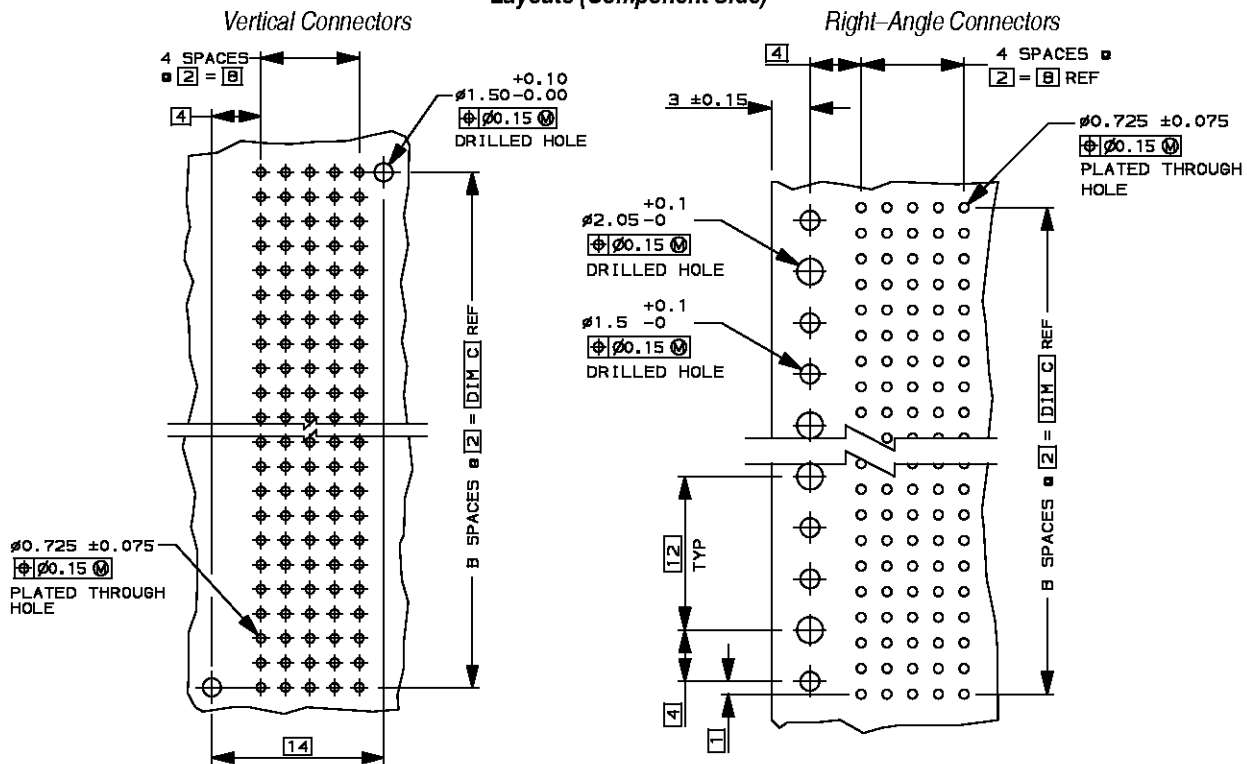 Layouts (Component Side)
Vertical Connectors
4 SPACES
2 = 8
4
+0.10
ø1.50-0.00
⌖ Ø0.15 Ⓜ
DRILLED HOLE
B SPACES 2 = DIM C REF
ø0.725 ±0.075
⌖ Ø0.15 Ⓜ
PLATED THROUGH
HOLE
14
Right–Angle Connectors
4
4 SPACES
2 = 8 REF
3 ±0.15
ø0.725 ±0.075
⌖ Ø0.15 Ⓜ
PLATED THROUGH
HOLE
+0.1
ø2.05-0
⌖ Ø0.15 Ⓜ
DRILLED HOLE
+0.1
ø1.5 -0
⌖ Ø0.15 Ⓜ
DRILLED HOLE
B SPACES 2 = DIM C REF
12
TYP
4
1